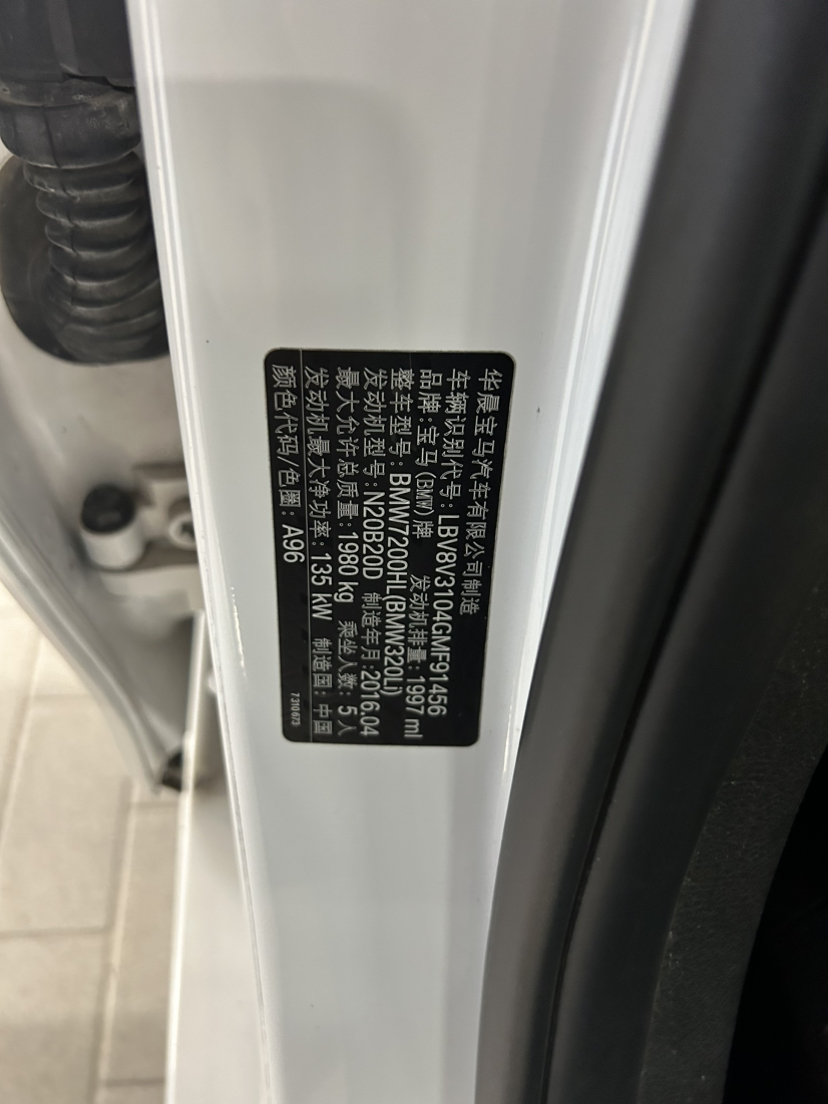 华晨宝马汽车有限公司制造
车辆识别代号:LBV8V3104GMF91456
品牌:宝马(BMW)牌 发动机排量:1997 ml
整车型号:BMW7200HL(BMW320Li)
发动机型号:N20B20D 制造年月:2016.04
最大允许总质量:1980 kg 乘坐人数:5人
发动机最大净功率:135 kW 制造国:中国
颜色代码/色圈:A96
7 310 673